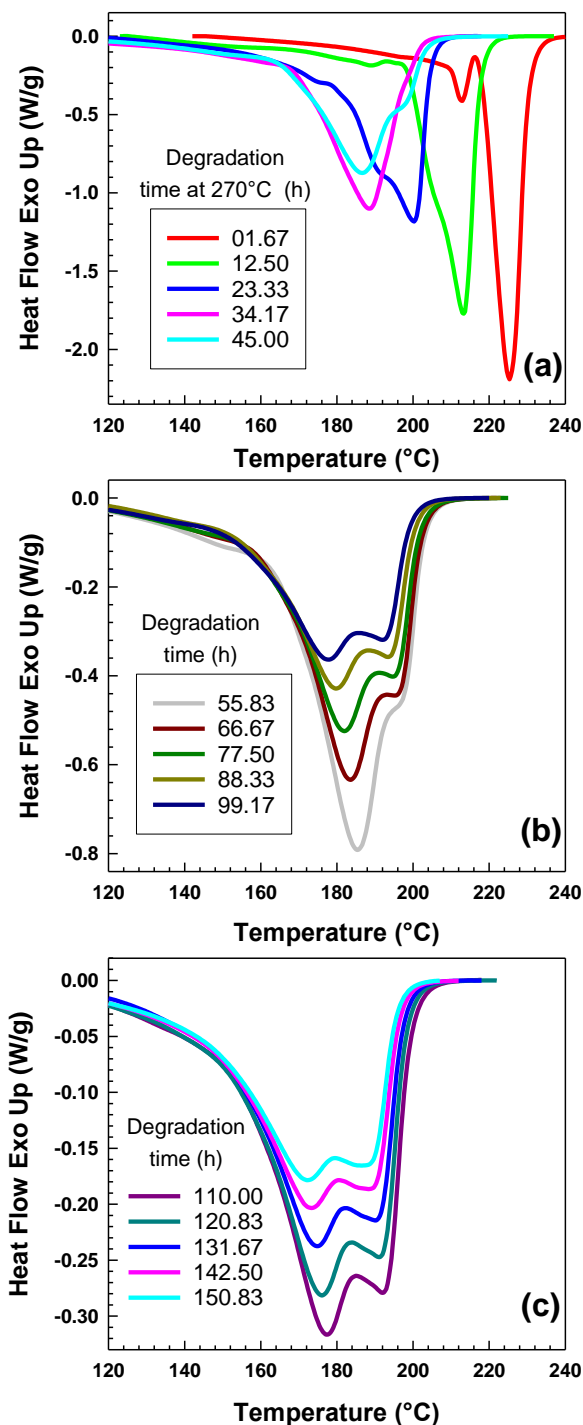 0.0
-0.5
-1.0
-1.5
-2.0
Heat Flow Exo Up (W/g)
Degradation
time at 270°C (h)
01.67
12.50
23.33
34.17
45.00
(a)
120 140 160 180 200 220 240
Temperature (°C)
0.0
-0.2
-0.4
-0.6
-0.8
Heat Flow Exo Up (W/g)
Degradation
time (h)
55.83
66.67
77.50
88.33
99.17
(b)
120 140 160 180 200 220 240
Temperature (°C)
0.00
-0.05
-0.10
-0.15
-0.20
-0.25
-0.30
Heat Flow Exo Up (W/g)
Degradation
time (h)
110.00
120.83
131.67
142.50
150.83
(c)
120 140 160 180 200 220 240
Temperature (°C)